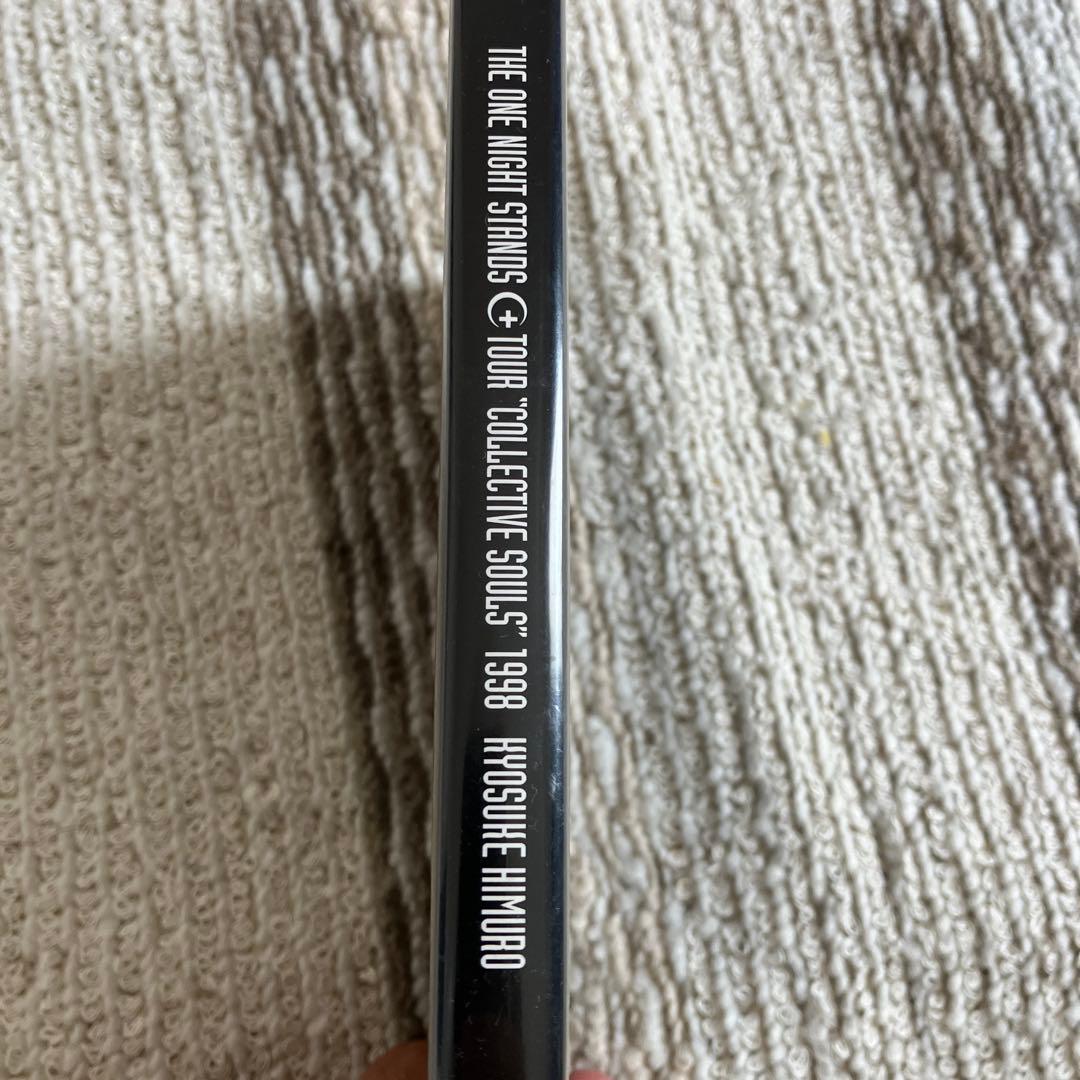 THE ONE NIGHT STANDS TOUR “COLLECTIVE SOULS” 1998 KYOSUKE HIMURO